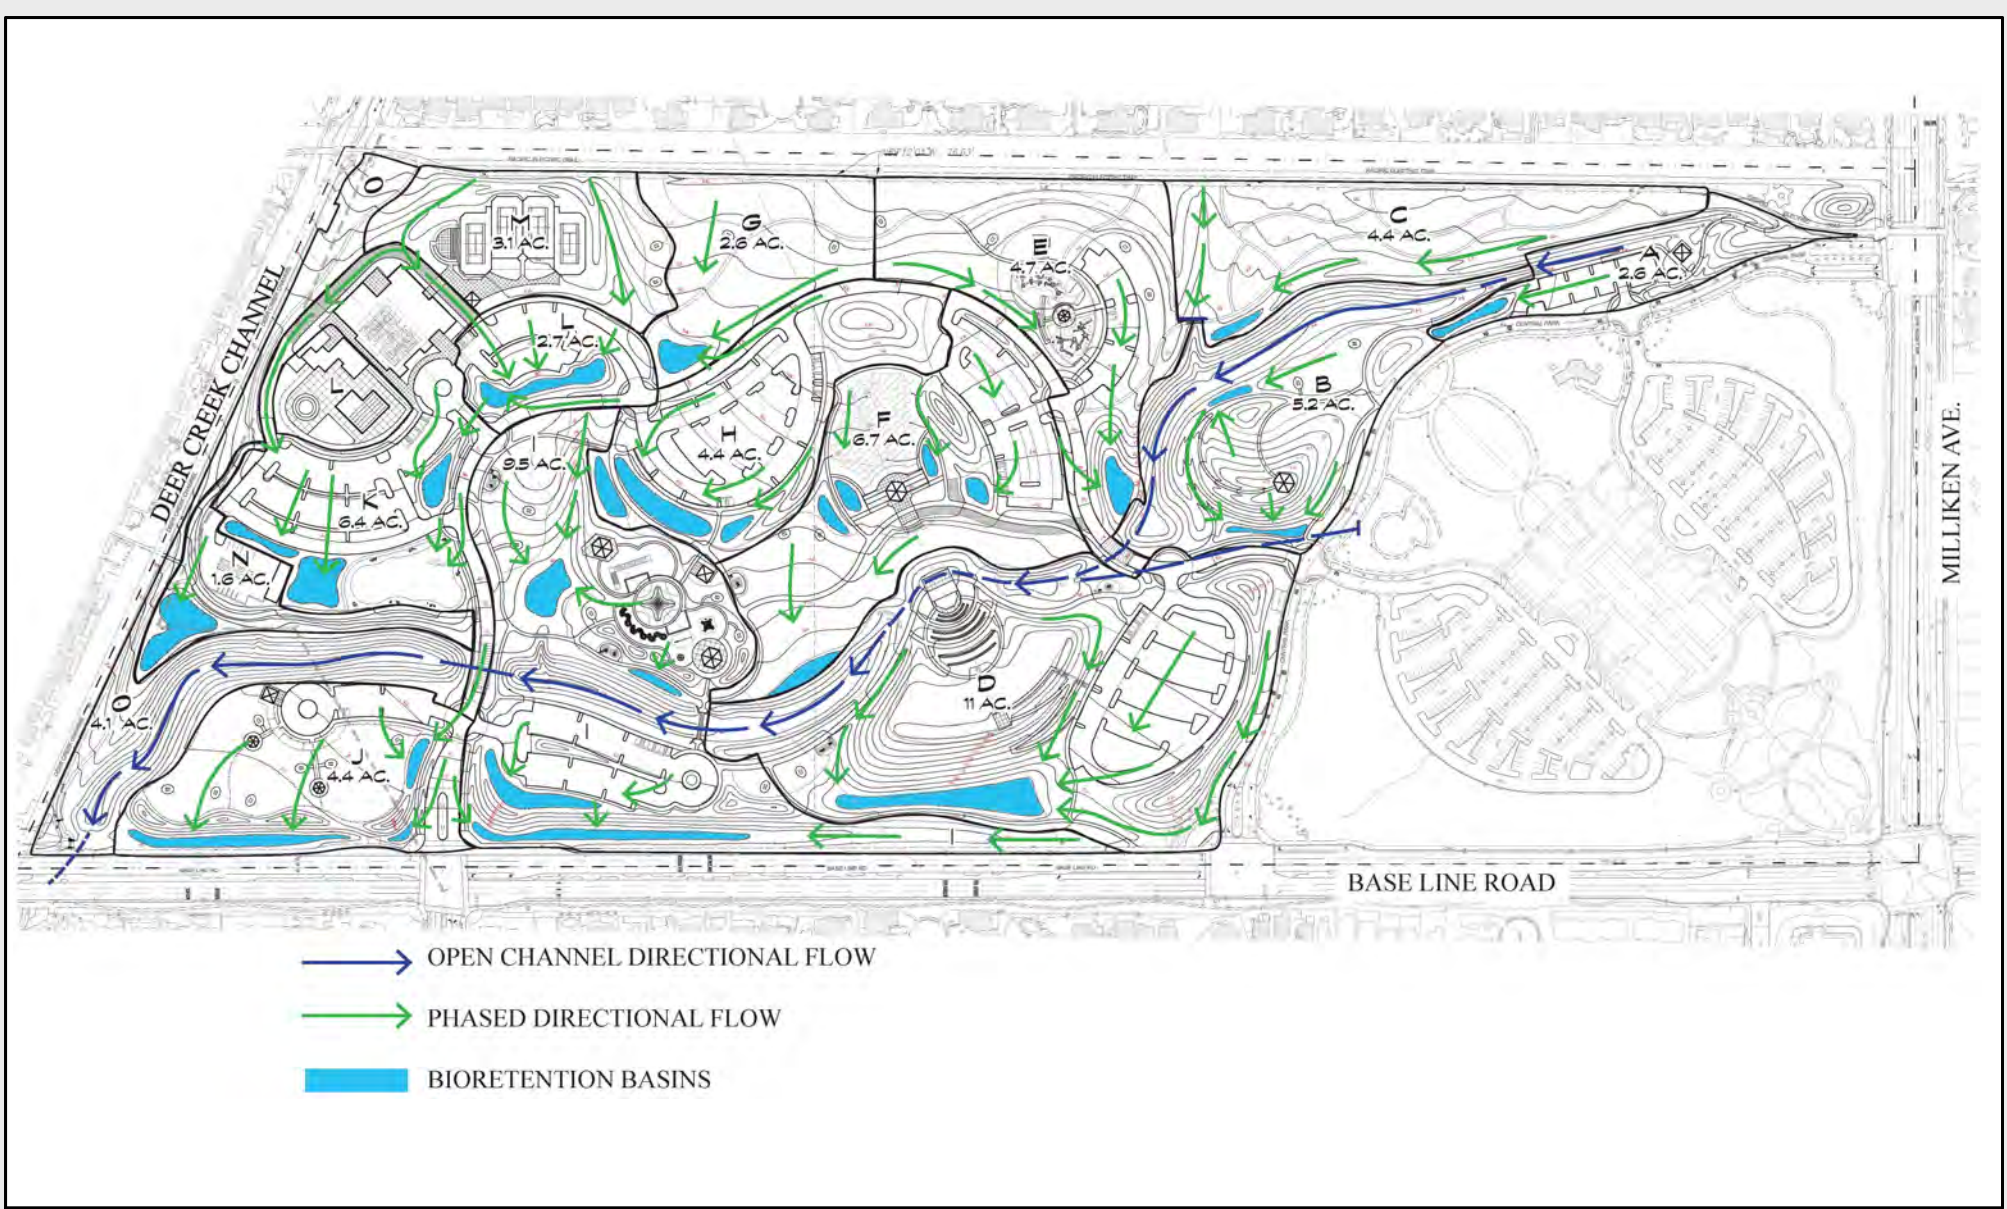 O
M
3.1 AC.
G
2.6 AC.
E
4.7 AC.
C
4.4 AC.
A
2.6 AC.
L
2.7 AC.
L
B
5.2 AC.
H
4.4 AC.
F
6.7 AC.
I
9.5 AC.
K
6.4 AC.
N
1.6 AC.
D
11 AC.
O
4.1 AC.
J
4.4 AC.
I
I
DEER CREEK CHANNEL
MILLIKEN AVE.
BASE LINE ROAD
OPEN CHANNEL DIRECTIONAL FLOW
PHASED DIRECTIONAL FLOW
BIORETENTION BASINS